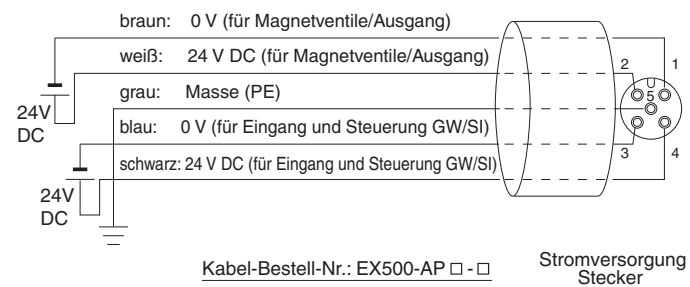 braun: 0 V (für Magnetventile/Ausgang)
weiß: 24 V DC (für Magnetventile/Ausgang)
2 1
grau: Masse (PE)
5
24V
DC
blau: 0 V (für Eingang und Steuerung GW/SI)
3 4
schwarz: 24 V DC (für Eingang und Steuerung GW/SI)
24V
DC
Kabel-Bestell-Nr.: EX500-AP □ - □
Stromversorgung
Stecker